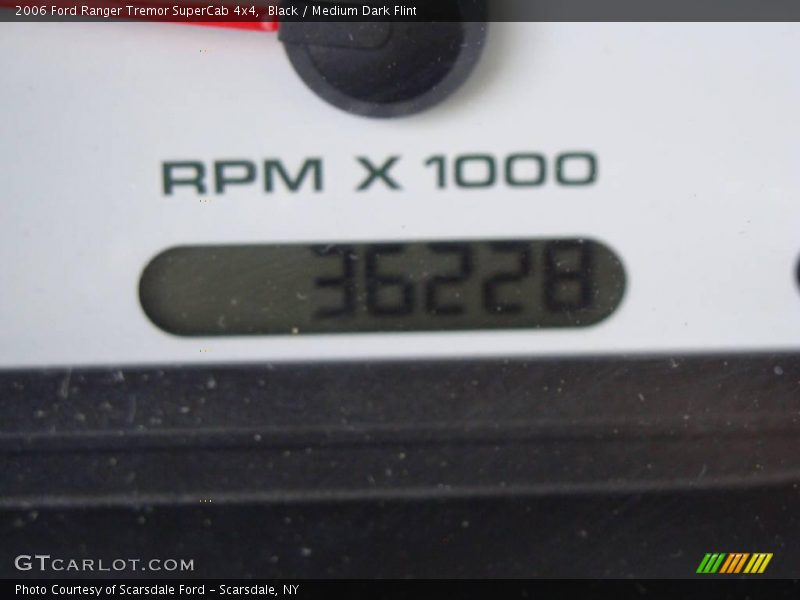 2006 Ford Ranger Tremor SuperCab 4x4, Black / Medium Dark Flint
RPM X 1000
36228
GTCARLOT.COM
Photo Courtesy of Scarsdale Ford - Scarsdale, NY